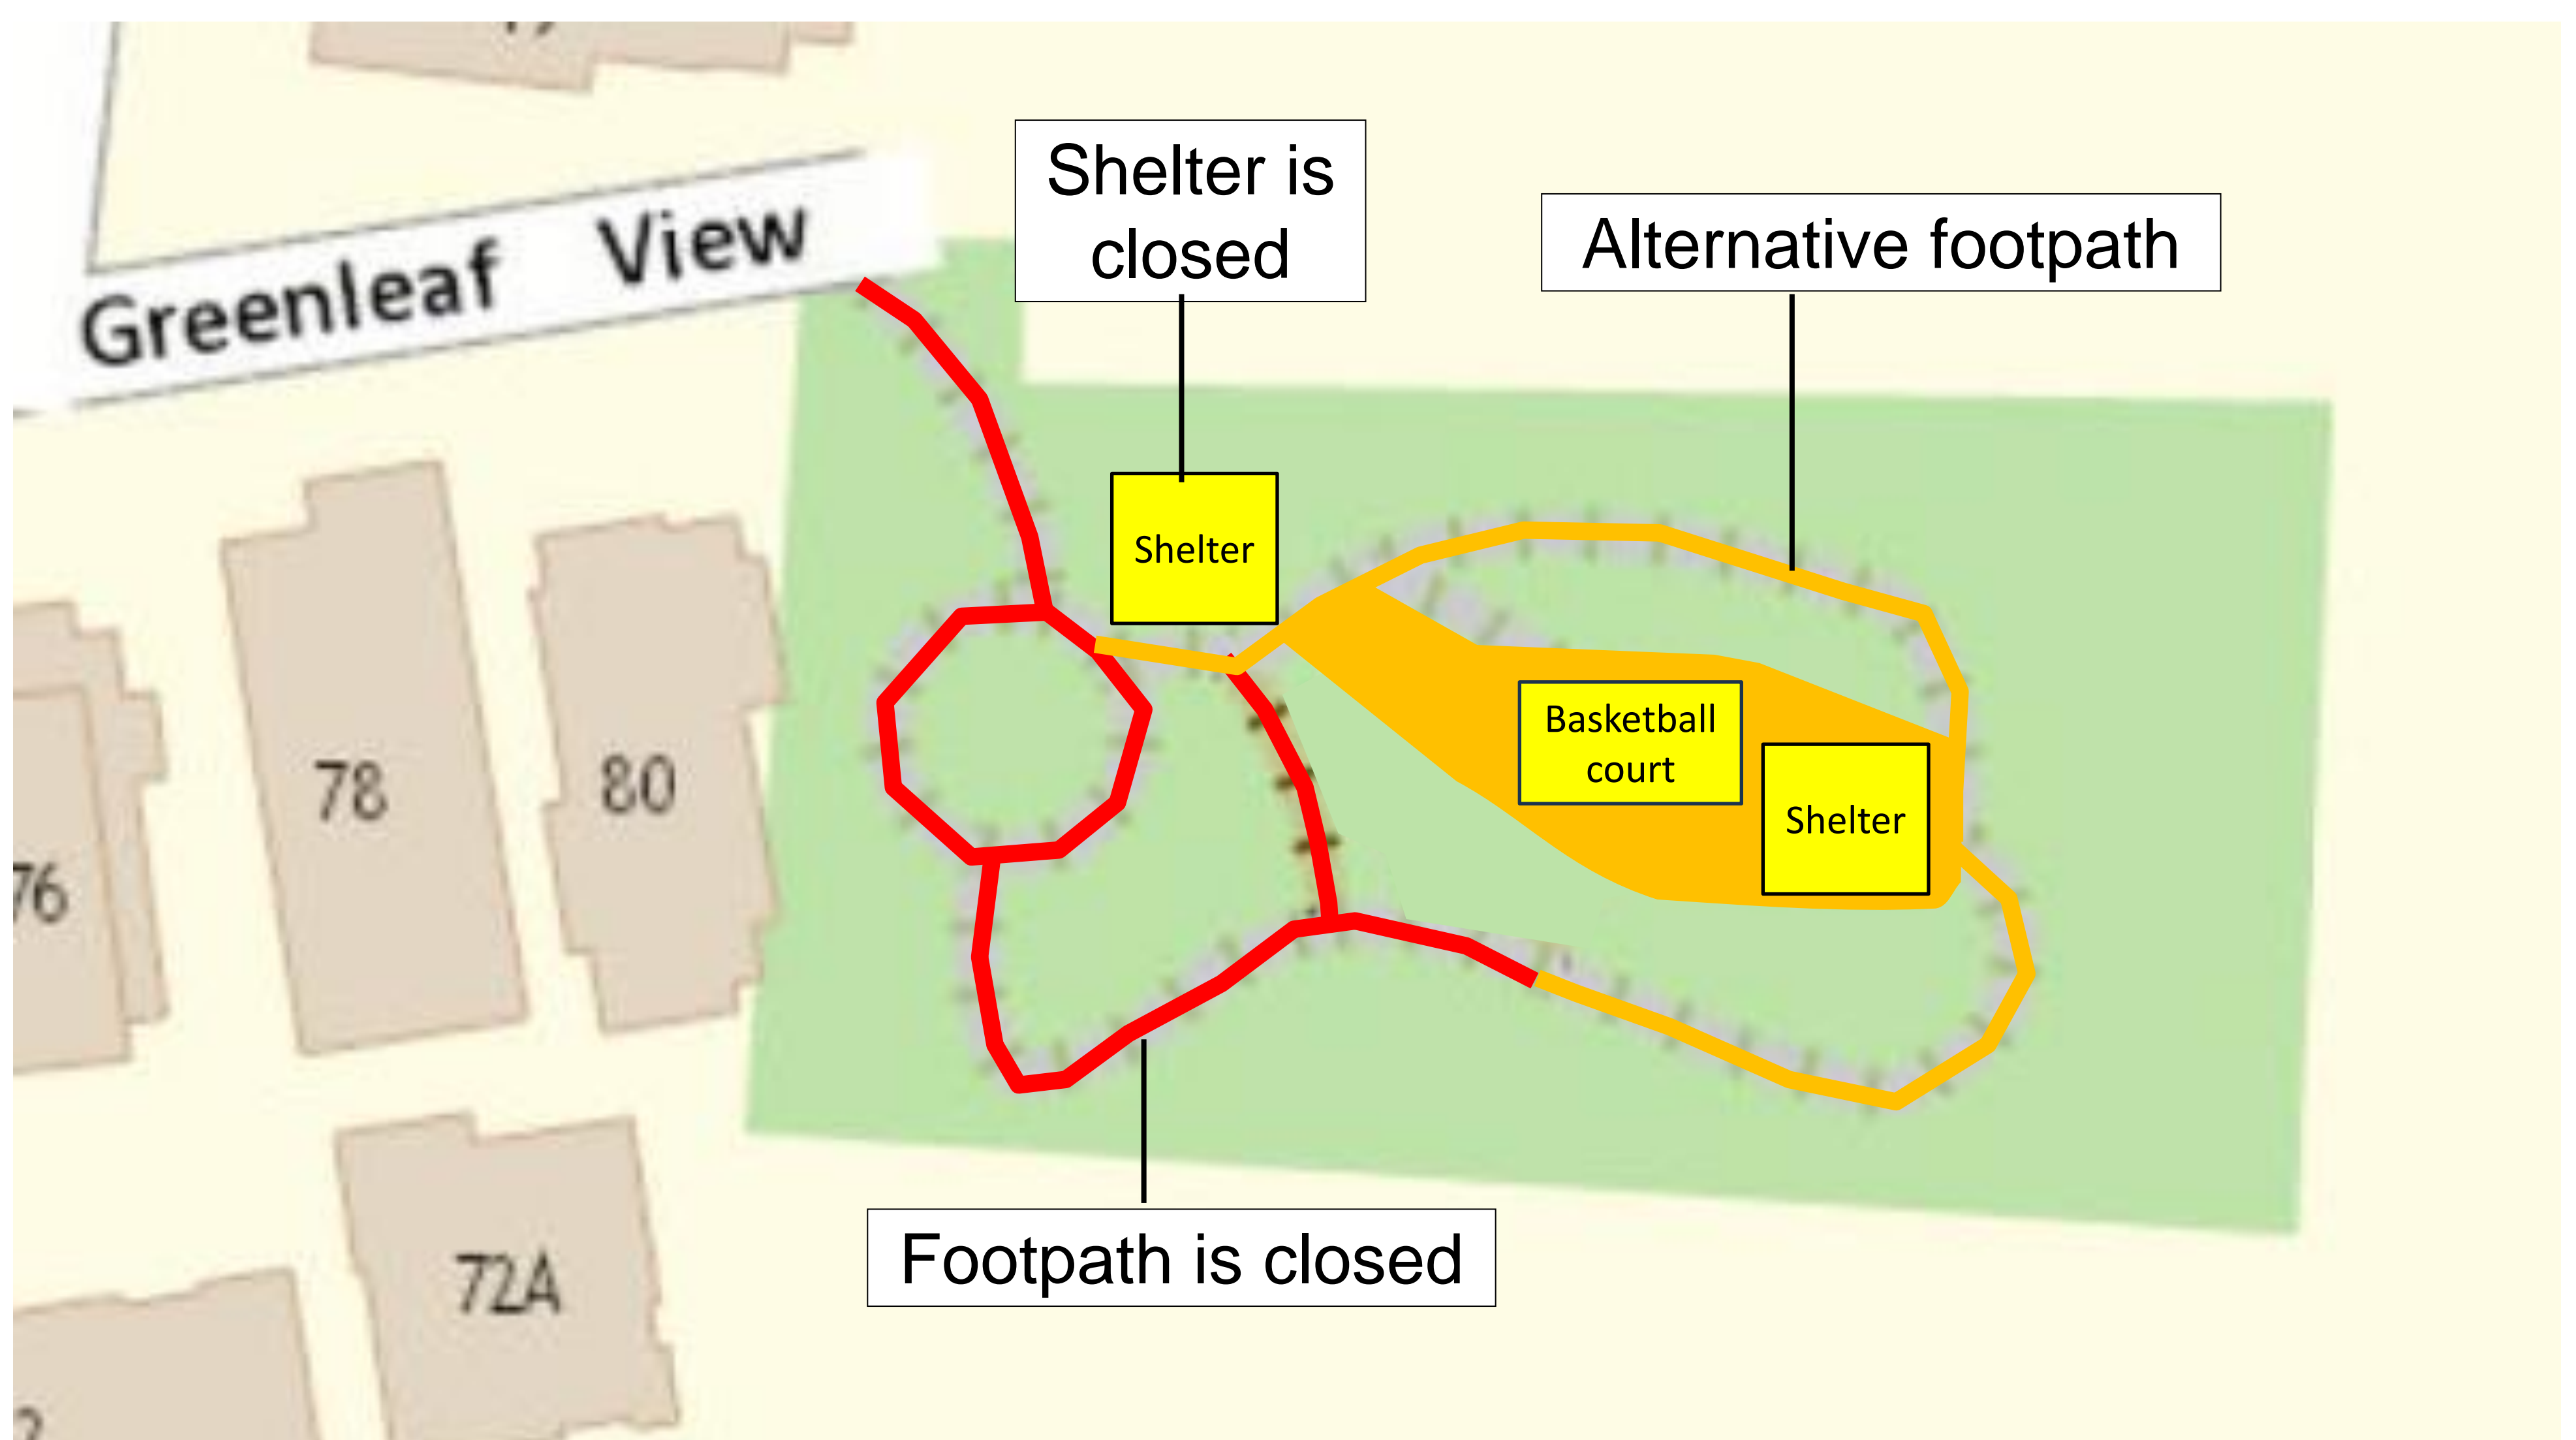 Shelter is
closed
Alternative footpath
Greenleaf View
Shelter
Basketball
court
Shelter
78
80
76
Footpath is closed
72A